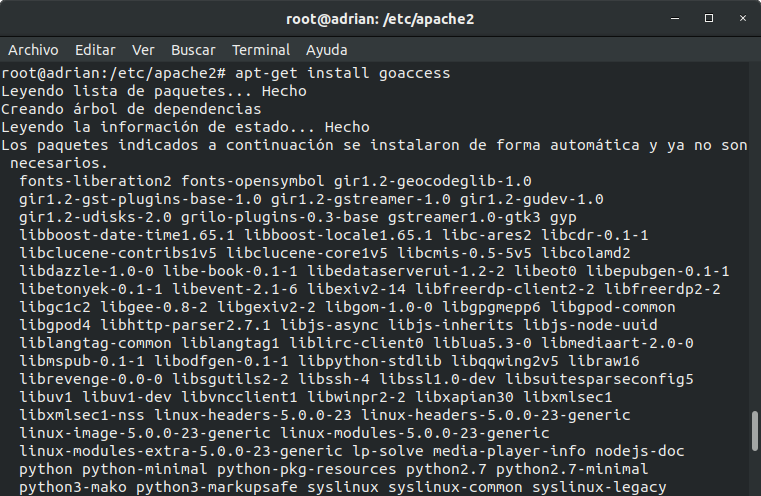 root@adrian: /etc/apache2
Archivo Editar Ver Buscar Terminal Ayuda
root@adrian:/etc/apache2# apt-get install goaccess
Leyendo lista de paquetes... Hecho
Creando árbol de dependencias
Leyendo la información de estado... Hecho
Los paquetes indicados a continuación se instalaron de forma automática y ya no son
 necesarios.
  fonts-liberation2 fonts-opensymbol gir1.2-geocodeglib-1.0
  gir1.2-gst-plugins-base-1.0 gir1.2-gstreamer-1.0 gir1.2-gudev-1.0
  gir1.2-udisks-2.0 grilo-plugins-0.3-base gstreamer1.0-gtk3 gyp
  libboost-date-time1.65.1 libboost-locale1.65.1 libc-ares2 libcdr-0.1-1
  libclucene-contribs1v5 libclucene-core1v5 libcmis-0.5-5v5 libcolamd2
  libdazzle-1.0-0 libe-book-0.1-1 libedataserverui-1.2-2 libeot0 libepubgen-0.1-1
  libetonyek-0.1-1 libevent-2.1-6 libexiv2-14 libfreerdp-client2-2 libfreerdp2-2
  libgc1c2 libgee-0.8-2 libgexiv2-2 libgom-1.0-0 libgpgmepp6 libgpod-common
  libgpod4 libhttp-parser2.7.1 libjs-async libjs-inherits libjs-node-uuid
  liblangtag-common liblangtag1 liblirc-client0 liblua5.3-0 libmediaart-2.0-0
  libmspub-0.1-1 libodfgen-0.1-1 libpython-stdlib libqqwing2v5 libraw16
  librevenge-0.0-0 libsgutils2-2 libssh-4 libssl1.0-dev libsuitesparseconfig5
  libuv1 libuv1-dev libvncclient1 libwinpr2-2 libxapian30 libxmlsec1
  libxmlsec1-nss linux-headers-5.0.0-23 linux-headers-5.0.0-23-generic
  linux-image-5.0.0-23-generic linux-modules-5.0.0-23-generic
  linux-modules-extra-5.0.0-23-generic lp-solve media-player-info nodejs-doc
  python python-minimal python-pkg-resources python2.7 python2.7-minimal
  python3-mako python3-markupsafe syslinux syslinux-common syslinux-legacy